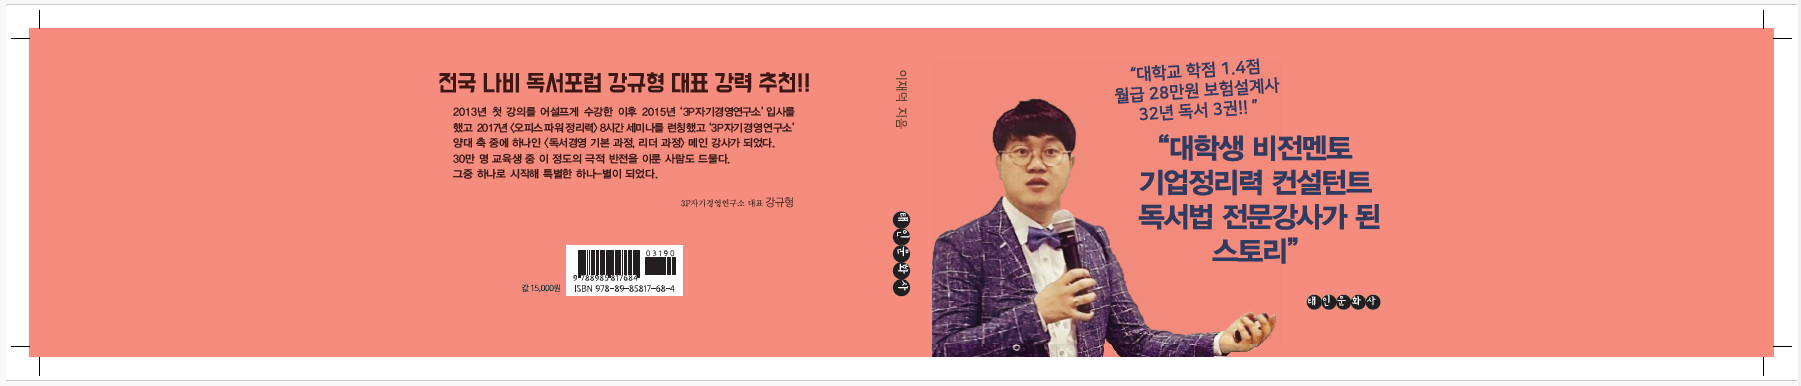 전국 나비 독서포럼 강규형 대표 강력 추천!!
2013년 첫 강의를 어설프게 수강한 이후 2015년 '3P자기경영연구소' 입사를
했고 2017년 <오피스 파워 정리력> 8시간 세미나를 런칭했고 '3P자기경영연구소'
양대 축 중에 하나인 <독서경영 기본 과정, 리더 과정> 메인 강사가 되었다.
30만 명 교육생 중 이 정도의 극적 반전을 이룬 사람도 드물다.
그중 하나로 시작해 특별한 하나-별이 되었다.
3P자기경영연구소 대표 강규형
값 15,000원
03190
9 788985 817684
ISBN 978-89-85817-68-4
이재덕 지음
태인문화사
"대학교 학점 1.4점
월급 28만원 보험설계사
32년 독서 3권!! "
“대학생 비전멘토
기업정리력 컨설턴트
독서법 전문강사가 된
스토리”
태인문화사